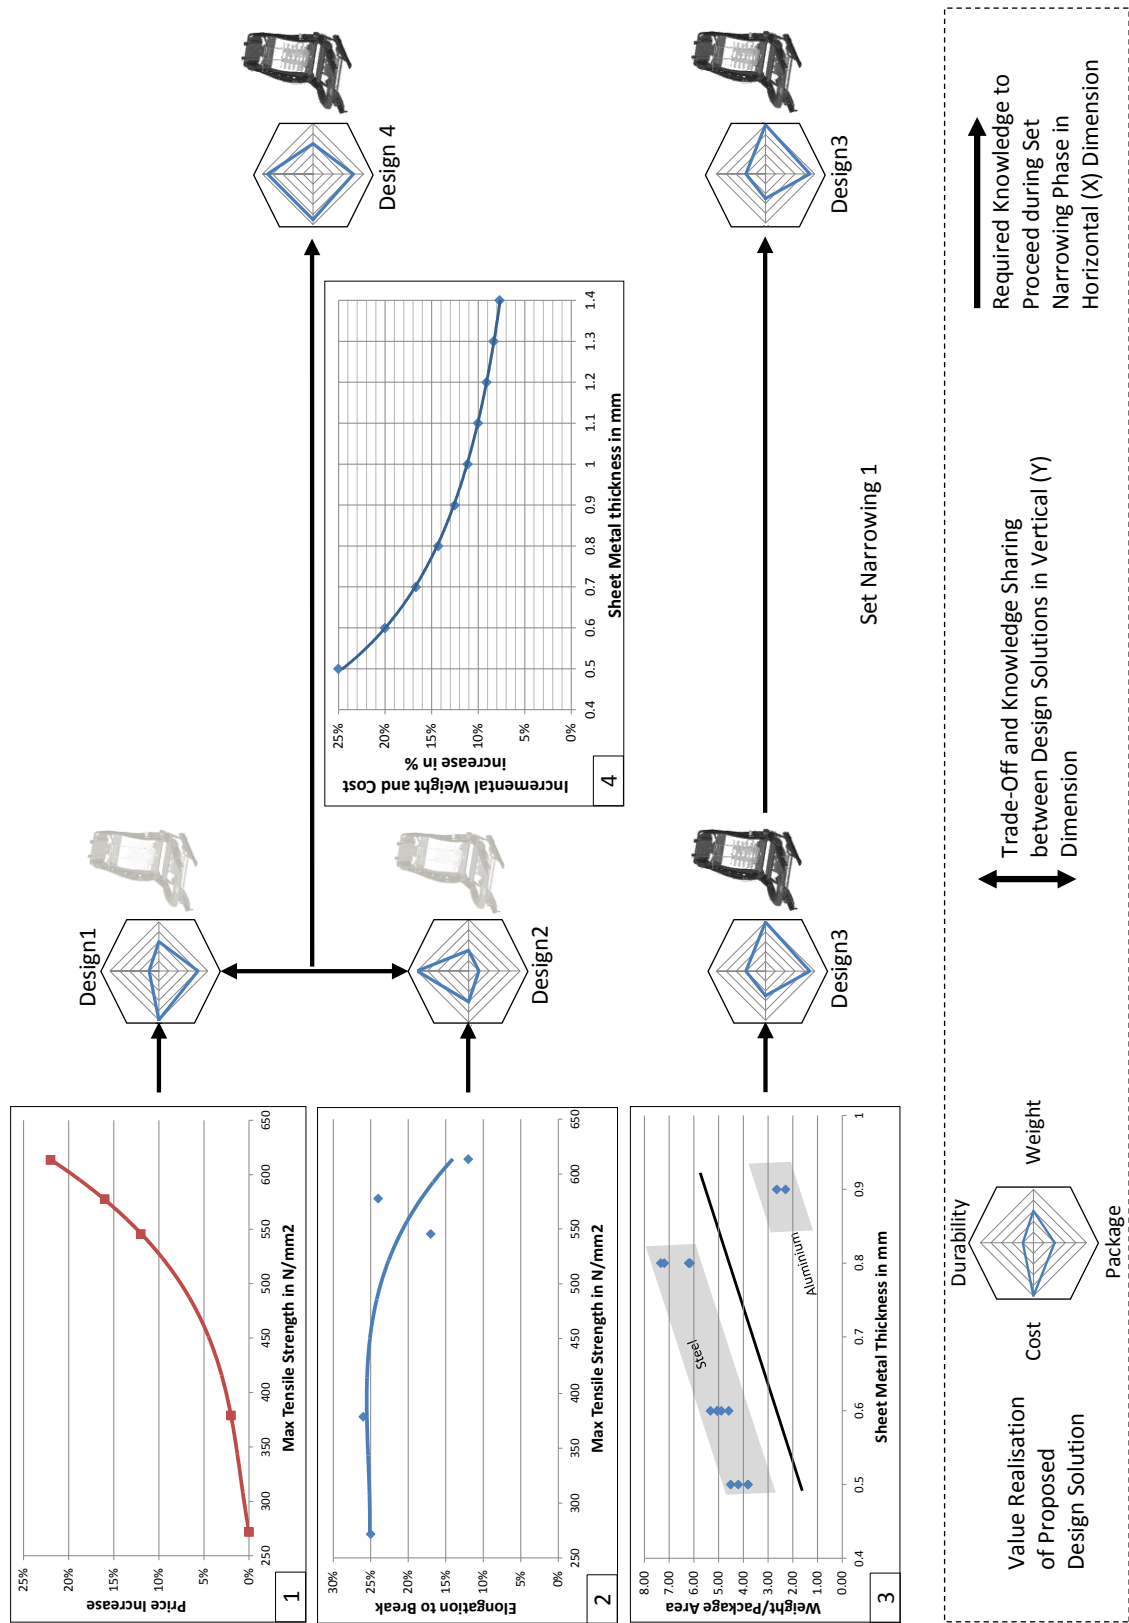 Price Increase
25%
20%
15%
10%
5%
0%
250
300
350
400
450
500
550
600
650
Max Tensile Strength in N/mm2
1
Elongation to Break
30%
25%
20%
15%
10%
5%
0%
250
300
350
400
450
500
550
600
650
Max Tensile Strength in N/mm2
2
Weight/Package Area
8.00
7.00
6.00
5.00
4.00
3.00
2.00
1.00
0.00
0.4
0.5
0.6
0.7
0.8
0.9
1
Sheet Metal Thickness in mm
Steel
Aluminium
3
Design1
Design2
Design3
Incremental Weight and Cost
increase in %
25%
20%
15%
10%
5%
0%
0.4
0.5
0.6
0.7
0.8
0.9
1
1.1
1.2
1.3
1.4
Sheet Metal thickness in mm
4
Design 4
Design3
Set Narrowing 1
Value Realisation
of Proposed
Design Solution
Durability
Cost
Weight
Package
Trade-Off and Knowledge Sharing
between Design Solutions in Vertical (Y)
Dimension
Required Knowledge to
Proceed during Set
Narrowing Phase in
Horizontal (X) Dimension